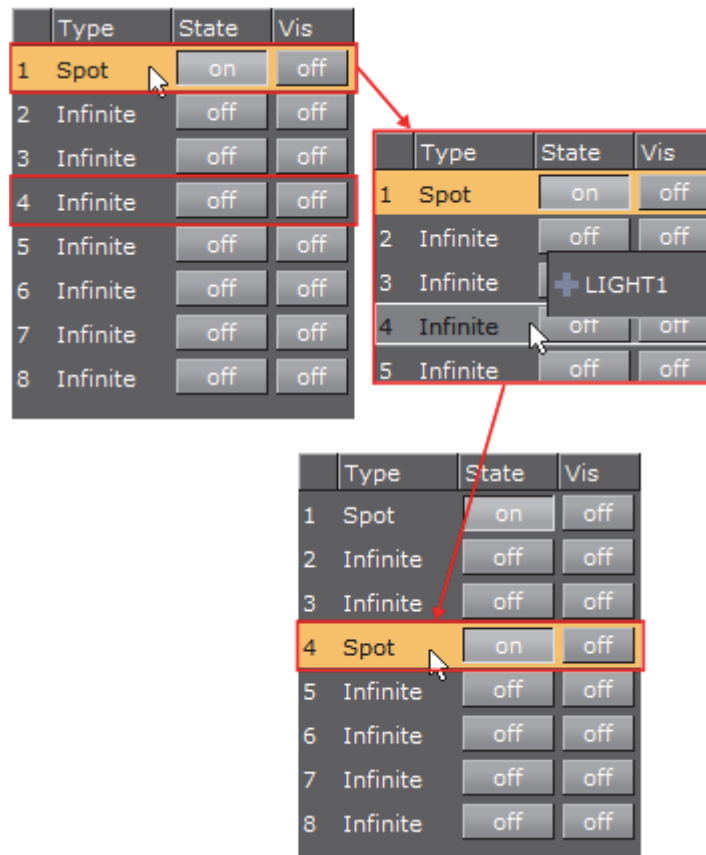 Type State Vis
1 Spot on off
2 Infinite off off
3 Infinite off off
4 Infinite off off
5 Infinite off off
6 Infinite off off
7 Infinite off off
8 Infinite off off
Type State Vis
1 Spot on off
2 Infinite off off
3 Infinite
LIGHT1
4 Infinite off off
5 Infinite off off
Type State Vis
1 Spot on off
2 Infinite off off
3 Infinite off off
4 Spot on off
5 Infinite off off
6 Infinite off off
7 Infinite off off
8 Infinite off off